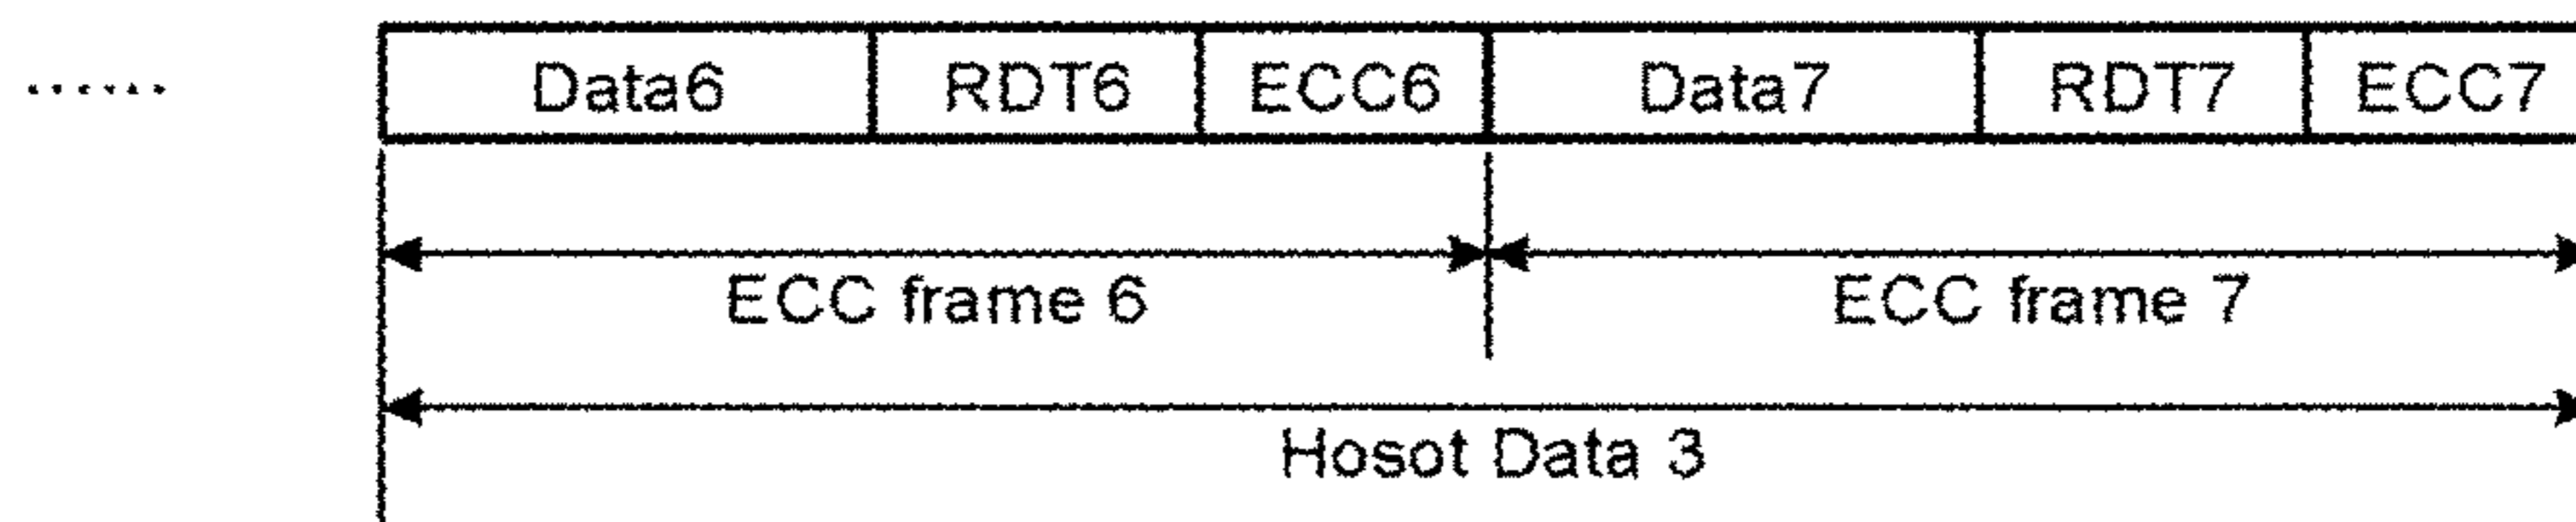 ...... Data6 RDT6 ECC6 Data7 RDT7 ECC7
ECC frame 6 ECC frame 7
Hosot Data 3